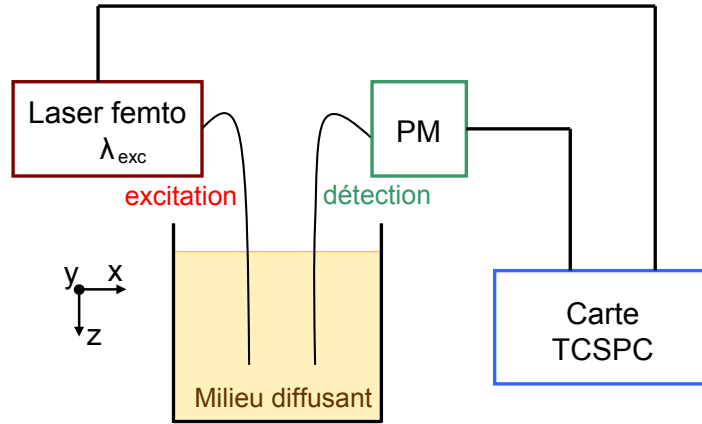 Laser femto
λexc
PM
excitation
détection
y
x
z
Carte
TCSPC
Milieu diffusant